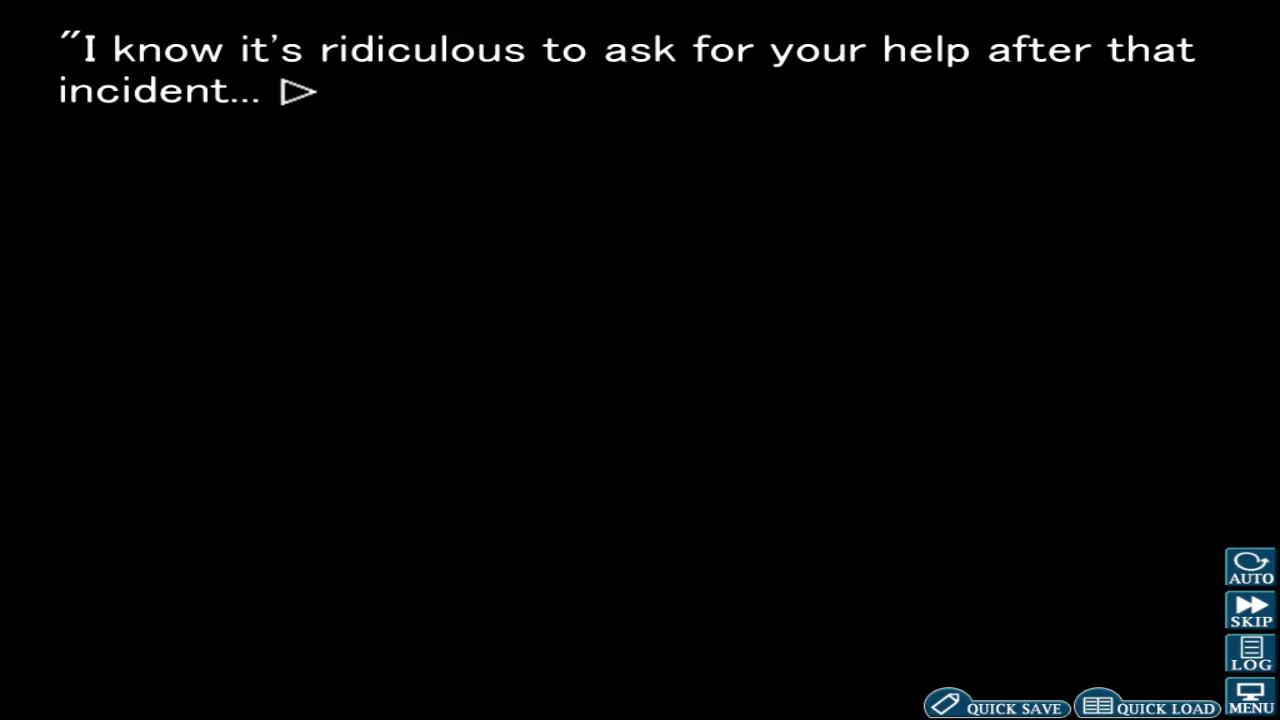 "I know it's ridiculous to ask for your help after that
incident...
AUTO
SKIP
LOG
QUICK SAVE
QUICK LOAD
MENU